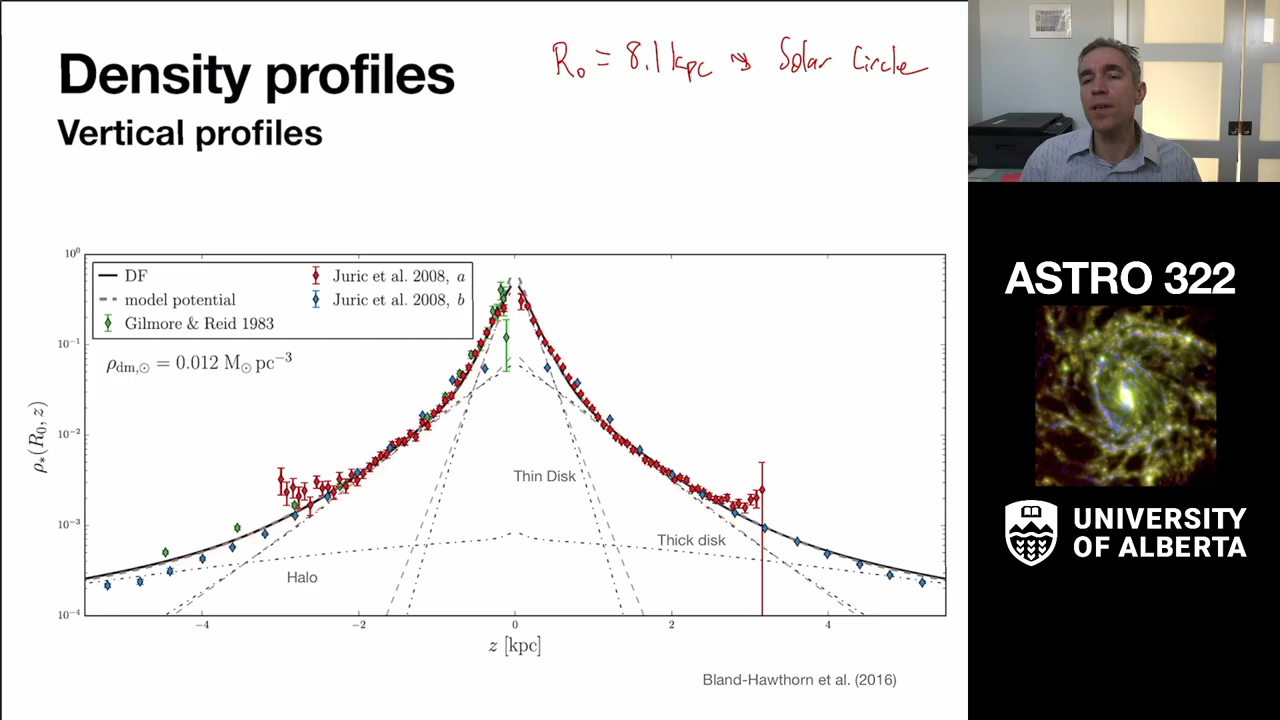 Density profiles
Vertical profiles
R₀ = 8.1 kpc ⇝ Solar Circle
DF
model potential
Gilmore & Reid 1983
Juric et al. 2008, a
Juric et al. 2008, b
ρdm,⊙ = 0.012 M⊙ pc⁻³
10⁰
10⁻¹
10⁻²
10⁻³
10⁻⁴
ρ*(R₀, z)
Thin Disk
Thick disk
Halo
−4 −2 0 2 4
z [kpc]
Bland-Hawthorn et al. (2016)
ASTRO 322
UNIVERSITY
OF ALBERTA